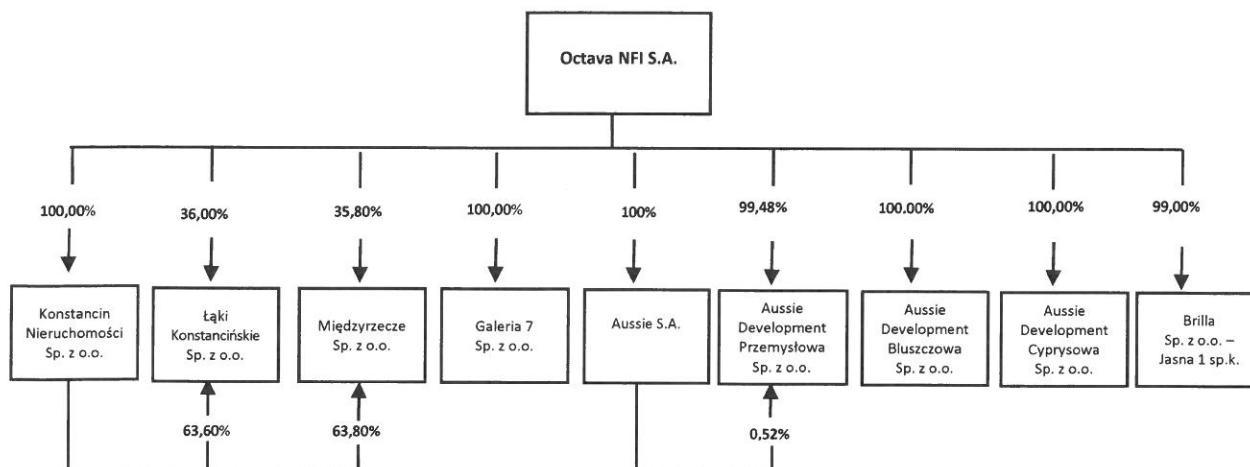 Octava NFI S.A.
100,00%
36,00%
35,80%
100,00%
100%
99,48%
100.00%
100,00%
99,00%
Konstancin
Nieruchomości
Sp. z o.o.
Łąki
Konstancińskie
Sp. z o.o.
Międzyrzecze
Sp. z o.o.
Galeria 7
Sp. z o.o.
Aussie S.A.
Aussie
Development
Przemysłowa
Sp. z o.o.
Aussie
Development
Bluszczowa
Sp. z o.o.
Aussie
Development
Cyprysowa
Sp. z o.o.
Brilla
Sp. z o.o. –
Jasna 1 sp.k.
63,60%
63,80%
0,52%